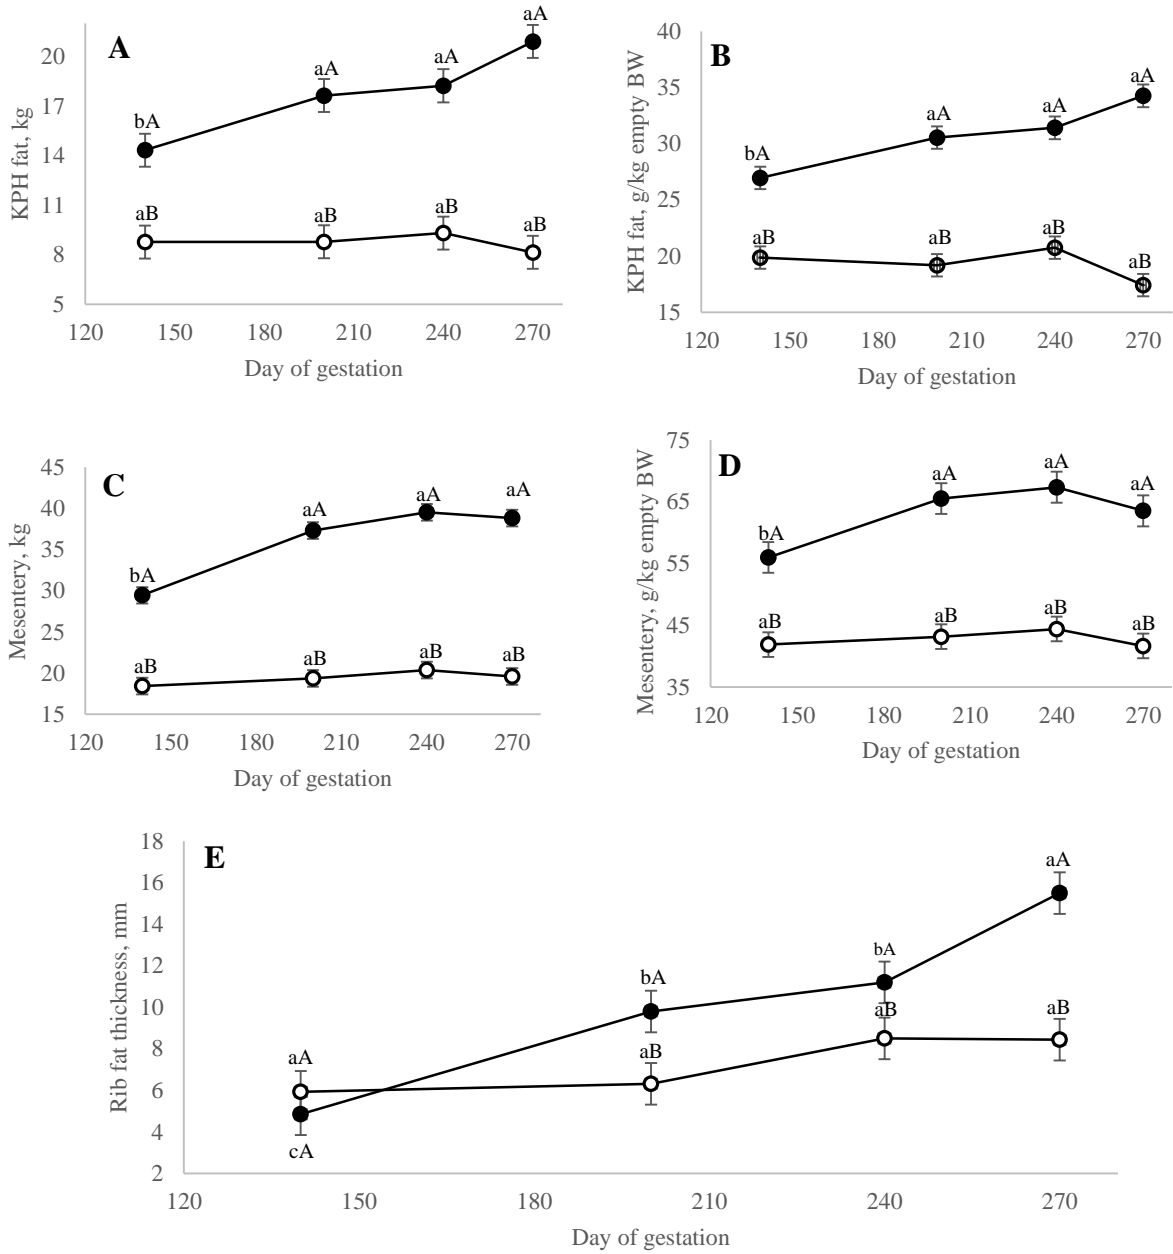 A
KPH fat, kg
20
17
14
11
8
5
bA
aA
aA
aA
aB
aB
aB
aB
120 150 180 210 240 270
Day of gestation
B
KPH fat, g/kg empty BW
40
35
30
25
20
15
bA
aA
aA
aA
aB
aB
aB
aB
120 150 180 210 240 270
Day of gestation
C
Mesentery, kg
45
40
35
30
25
20
15
bA
aA
aA
aA
aB
aB
aB
aB
120 150 180 210 240 270
Day of gestation
D
Mesentery, g/kg empty BW
75
65
55
45
35
bA
aA
aA
aA
aB
aB
aB
aB
120 150 180 210 240 270
Day of gestation
E
Rib fat thickness, mm
18
16
14
12
10
8
6
4
2
aA
cA
bA
aB
bA
aB
aA
aB
120 150 180 210 240 270
Day of gestation